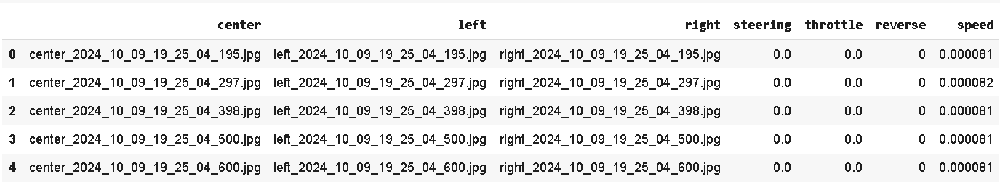 center left right steering throttle reverse speed
0 center_2024_10_09_19_25_04_195.jpg left_2024_10_09_19_25_04_195.jpg right_2024_10_09_19_25_04_195.jpg 0.0 0.0 0 0.000081
1 center_2024_10_09_19_25_04_297.jpg left_2024_10_09_19_25_04_297.jpg right_2024_10_09_19_25_04_297.jpg 0.0 0.0 0 0.000082
2 center_2024_10_09_19_25_04_398.jpg left_2024_10_09_19_25_04_398.jpg right_2024_10_09_19_25_04_398.jpg 0.0 0.0 0 0.000081
3 center_2024_10_09_19_25_04_500.jpg left_2024_10_09_19_25_04_500.jpg right_2024_10_09_19_25_04_500.jpg 0.0 0.0 0 0.000081
4 center_2024_10_09_19_25_04_600.jpg left_2024_10_09_19_25_04_600.jpg right_2024_10_09_19_25_04_600.jpg 0.0 0.0 0 0.000081